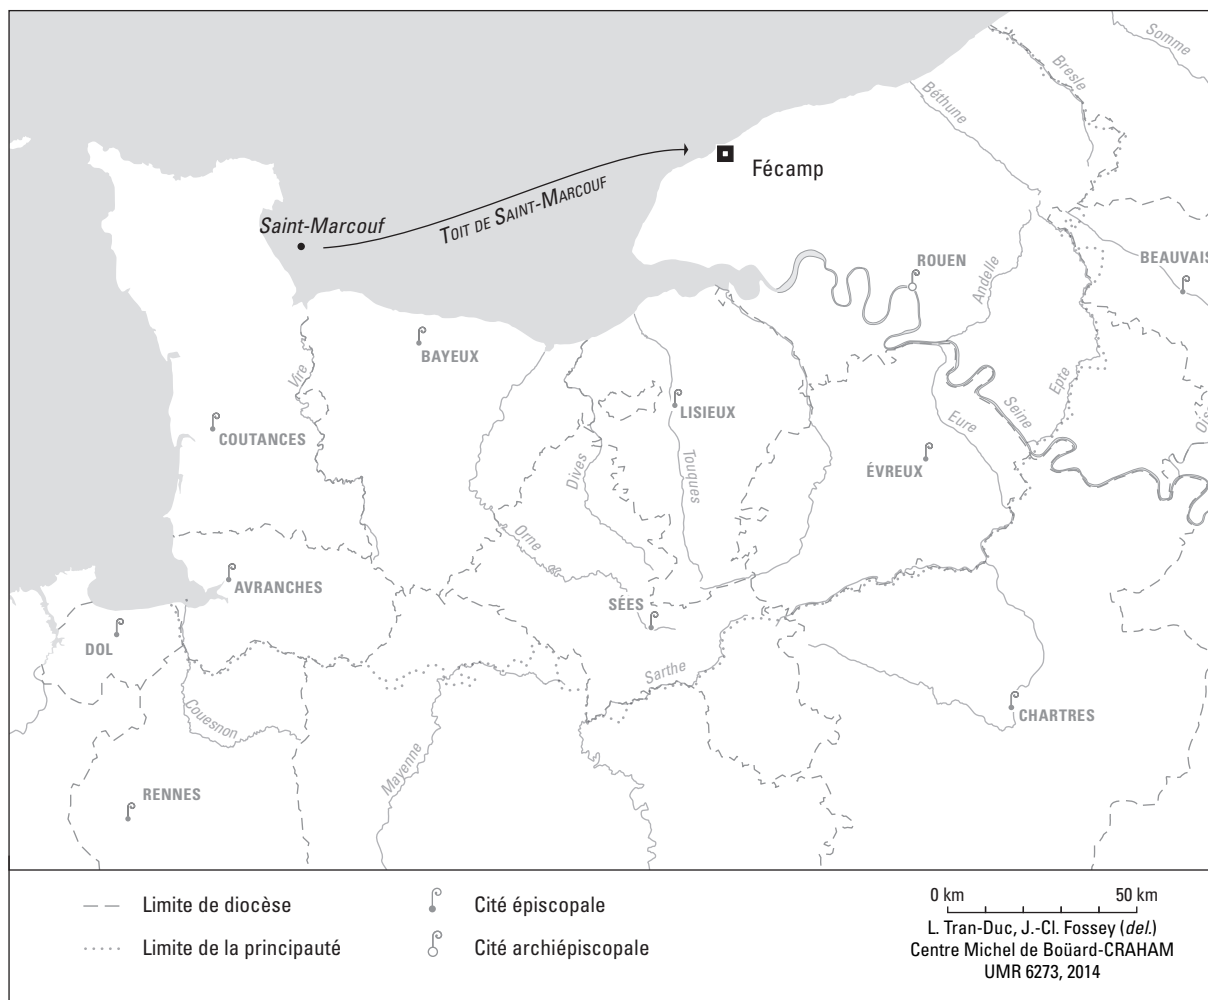 Somme
Bresle
Béthune
Fécamp
TOIT DE SAINT-MARCOUF
Saint-Marcouf
ROUEN
Andelle
BEAUVAIS
BAYEUX
Vire
Epte
LISIEUX
Seine
Eure
COUTANCES
Dives
Touques
ÉVREUX
Orne
AVRANCHES
SÉES
DOL
Sarthe
Couesnon
CHARTRES
Mayenne
RENNES
Limite de diocèse
Limite de la principauté
Cité épiscopale
Cité archiépiscopale
0 km 50 km
L. Tran-Duc, J.-Cl. Fossey (del.)
Centre Michel de Boüard-CRAHAM
UMR 6273, 2014